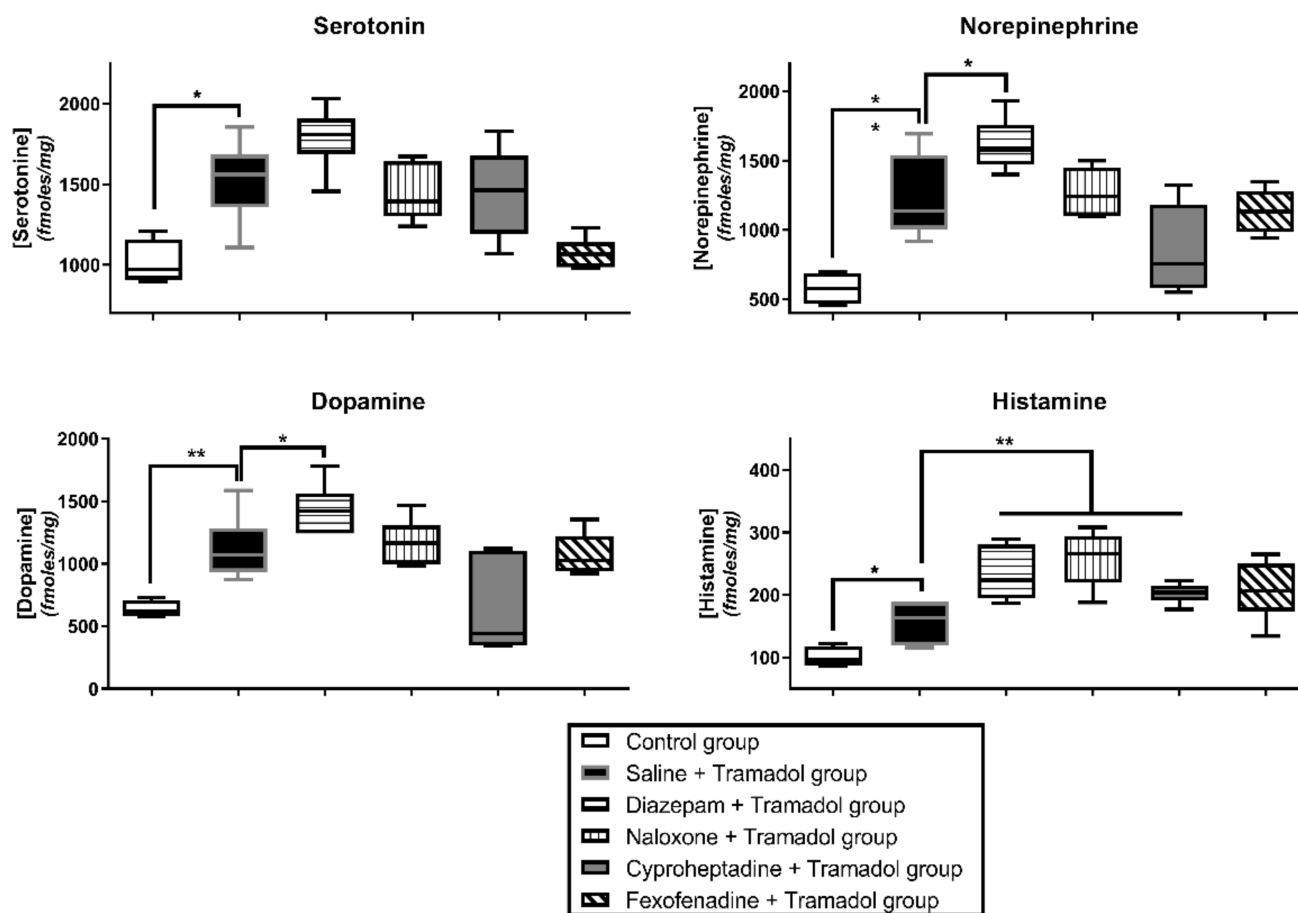 Serotonin
[Serotonine]
(fmoles/mg)
2000
1500
1000
*
Norepinephrine
[Norepinephrine]
(fmoles/mg)
2000
1500
1000
500
*
*
*
Dopamine
[Dopamine]
(fmoles/mg)
2000
1500
1000
500
0
**
*
Histamine
[Histamine]
(fmoles/mg)
400
300
200
100
*
**
Control group
Saline + Tramadol group
Diazepam + Tramadol group
Naloxone + Tramadol group
Cyproheptadine + Tramadol group
Fexofenadine + Tramadol group